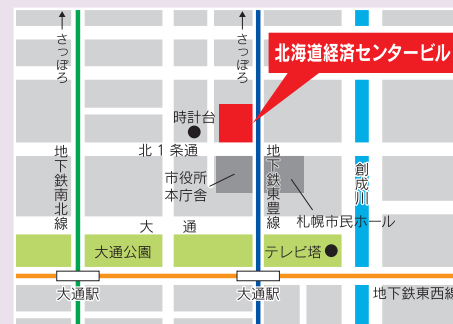 さっぽろ
さっぽろ
北海道経済センタービル
時計台
北1条通
地下鉄南北線
市役所
本庁舎
地下鉄東豊線
創成川
札幌市民ホール
大通
大通公園
テレビ塔
大通駅
大通駅
地下鉄東西線